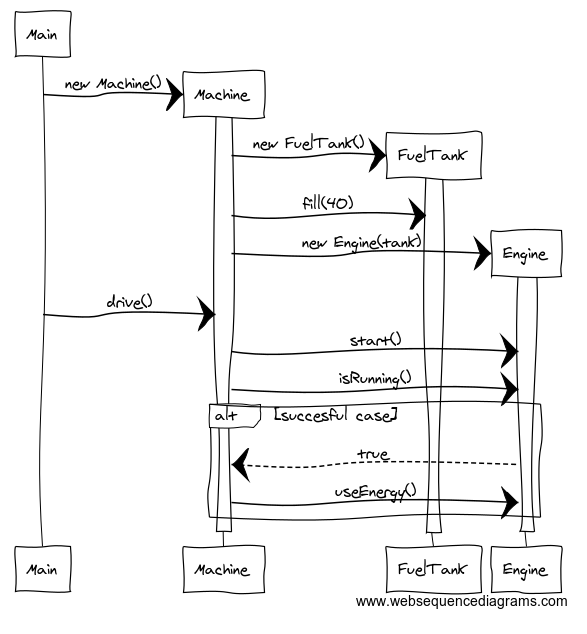 Main
new Machine()
Machine
new FuelTank()
FuelTank
fill(40)
new Engine(tank)
Engine
drive()
start()
isRunning()
alt [succesful case]
true
useEnergy()
Main Machine FuelTank Engine
www.websequencediagrams.com